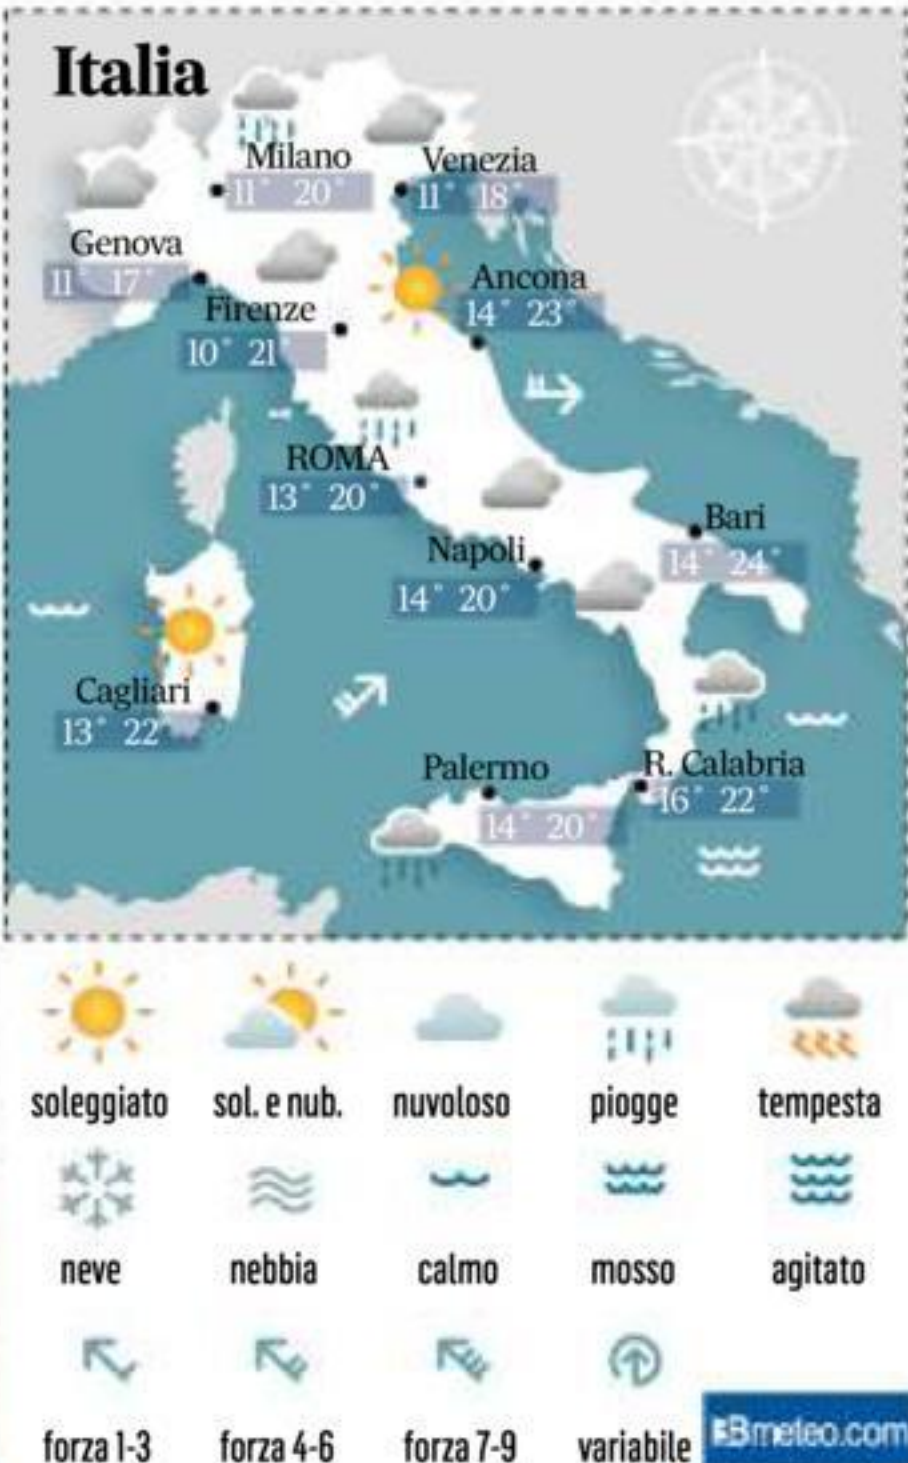 Italia
Milano
11° 20°
Venezia
11° 18°
Genova
11° 17°
Firenze
10° 21°
Ancona
14° 23°
ROMA
13° 20°
Napoli
14° 20°
Bari
14° 24°
Cagliari
13° 22°
Palermo
14° 20°
R. Calabria
16° 22°
soleggiato sol. e nub. nuvoloso piogge tempesta
neve nebbia calmo mosso agitato
forza 1-3 forza 4-6 forza 7-9 variabile
3Bmeteo.com